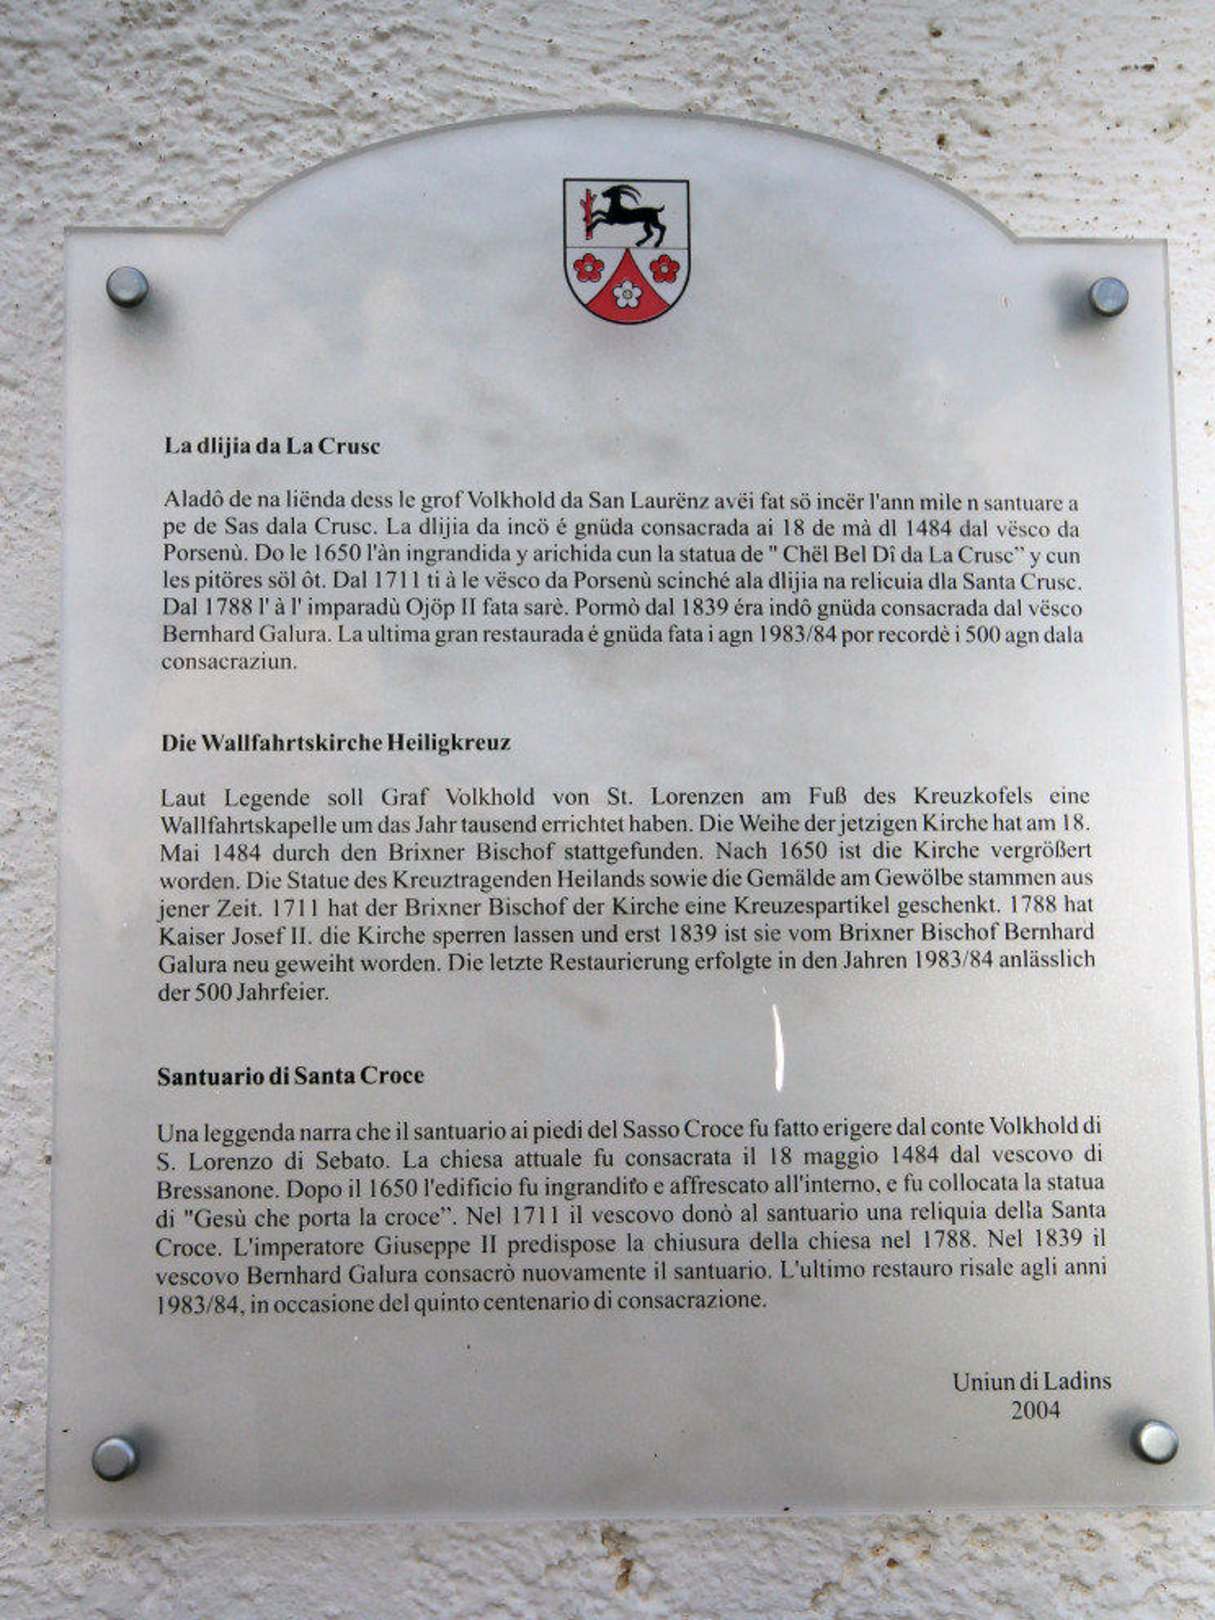 La dlijia da La Crusc
Aladô de na liënda dess le grof Volkhold da San Laurënz avëi fat sö incër l'ann mile n santuare a
pe de Sas dala Crusc. La dlijia da incö é gnüda consacrada ai 18 de mà dl 1484 dal vësco da
Porsenù. Do le 1650 l'àn ingrandida y arichida cun la statua de " Chël Bel Dî da La Crusc” y cun
les pitöres söl ôt. Dal 1711 ti à le vësco da Porsenù scinché ala dlijia na relicuia dla Santa Crusc.
Dal 1788 l' à l' imparadù Ojöp II fata sarè. Pormò dal 1839 éra indô gnüda consacrada dal vësco
Bernhard Galura. La ultima gran restaurada é gnüda fata i agn 1983/84 por recordè i 500 agn dala
consacraziun.
Die Wallfahrtskirche Heiligkreuz
Laut Legende soll Graf Volkhold von St. Lorenzen am Fuß des Kreuzkofels eine
Wallfahrtskapelle um das Jahr tausend errichtet haben. Die Weihe der jetzigen Kirche hat am 18.
Mai 1484 durch den Brixner Bischof stattgefunden. Nach 1650 ist die Kirche vergrößert
worden. Die Statue des Kreuztragenden Heilands sowie die Gemälde am Gewölbe stammen aus
jener Zeit. 1711 hat der Brixner Bischof der Kirche eine Kreuzespartikel geschenkt. 1788 hat
Kaiser Josef II. die Kirche sperren lassen und erst 1839 ist sie vom Brixner Bischof Bernhard
Galura neu geweiht worden. Die letzte Restaurierung erfolgte in den Jahren 1983/84 anlässlich
der 500 Jahrfeier.
Santuario di Santa Croce
Una leggenda narra che il santuario ai piedi del Sasso Croce fu fatto erigere dal conte Volkhold di
S. Lorenzo di Sebato. La chiesa attuale fu consacrata il 18 maggio 1484 dal vescovo di
Bressanone. Dopo il 1650 l'edificio fu ingrandito e affrescato all'interno, e fu collocata la statua
di "Gesù che porta la croce”. Nel 1711 il vescovo donò al santuario una reliquia della Santa
Croce. L'imperatore Giuseppe II predispose la chiusura della chiesa nel 1788. Nel 1839 il
vescovo Bernhard Galura consacrò nuovamente il santuario. L'ultimo restauro risale agli anni
1983/84, in occasione del quinto centenario di consacrazione.
Uniun di Ladins
2004